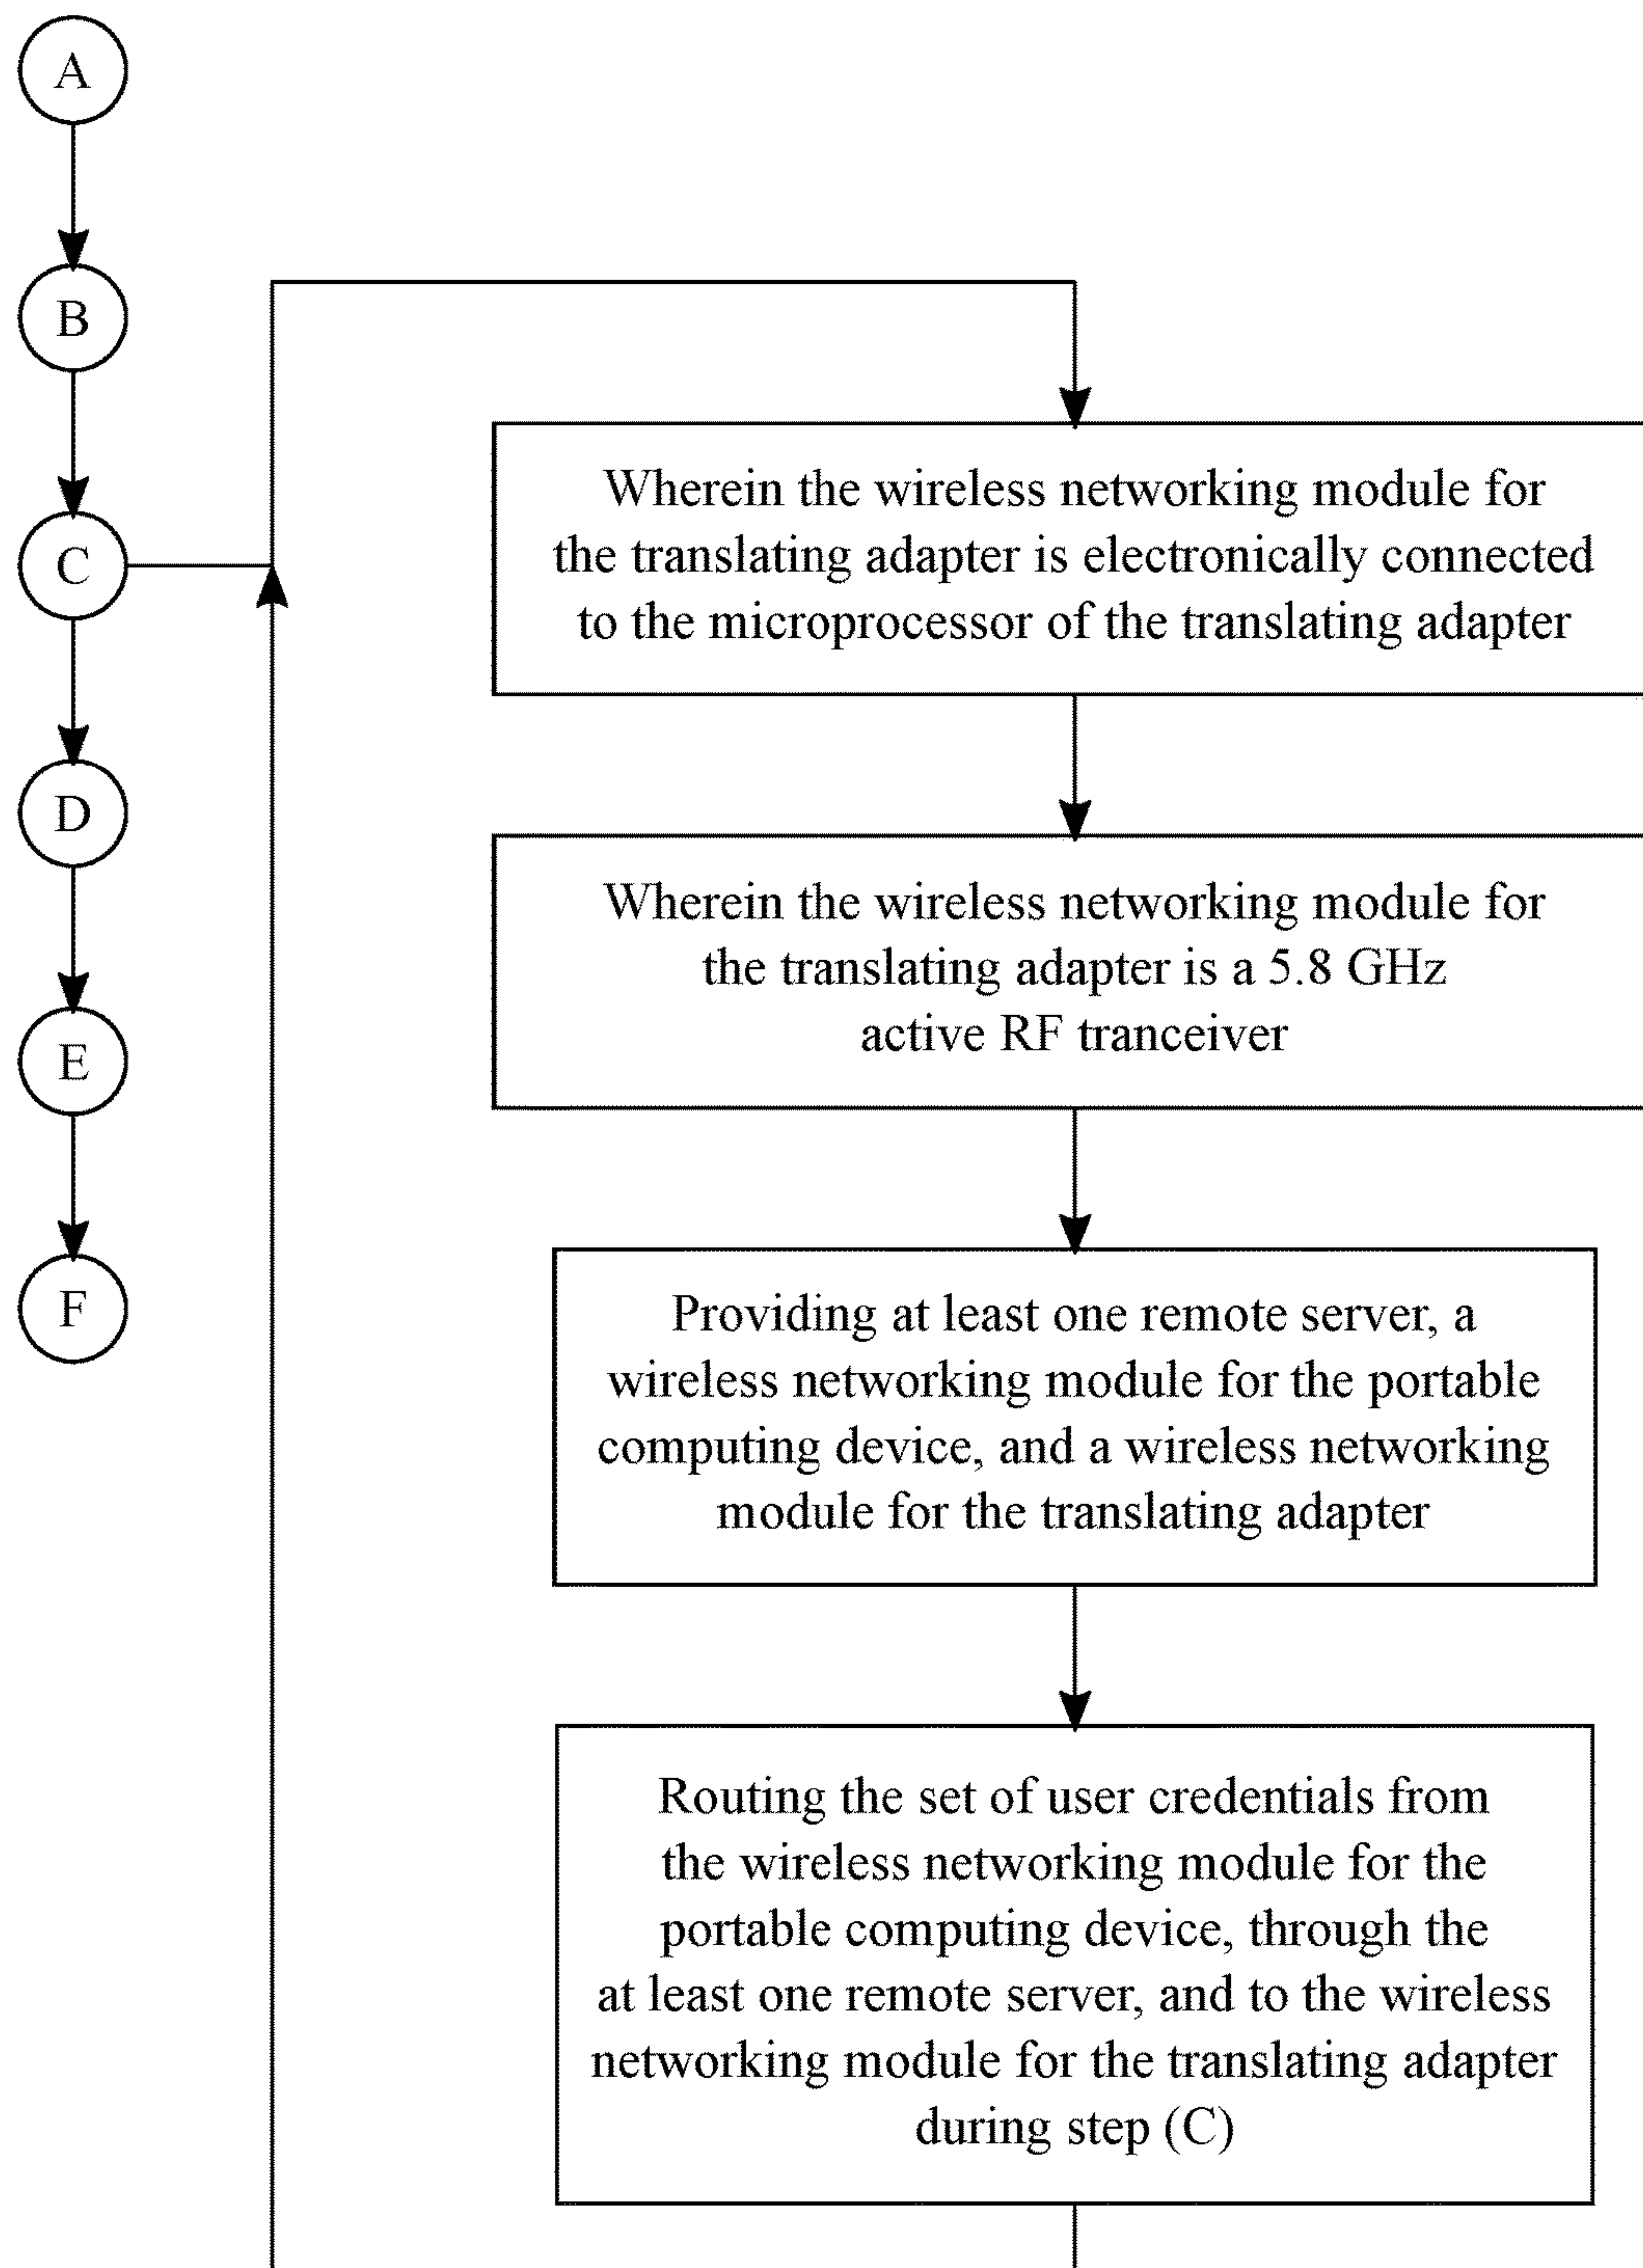 A
B
C
D
E
F
Wherein the wireless networking module for
the translating adapter is electronically connected
to the microprocessor of the translating adapter
Wherein the wireless networking module for
the translating adapter is a 5.8 GHz
active RF tranceiver
Providing at least one remote server, a
wireless networking module for the portable
computing device, and a wireless networking
module for the translating adapter
Routing the set of user credentials from
the wireless networking module for the
portable computing device, through the
at least one remote server, and to the wireless
networking module for the translating adapter
during step (C)